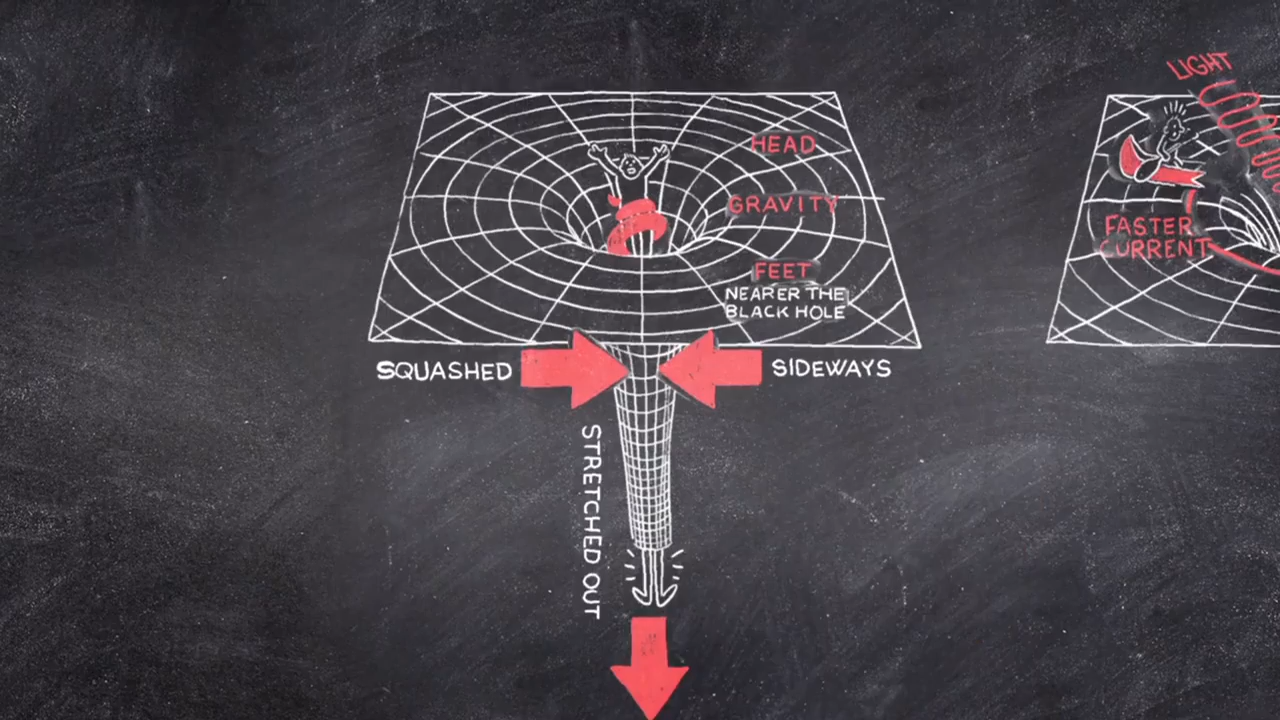 LIGHT
HEAD
GRAVITY
FEET
NEARER THE
BLACK HOLE
FASTER
CURRENT
SQUASHED
SIDEWAYS
STRETCHED OUT